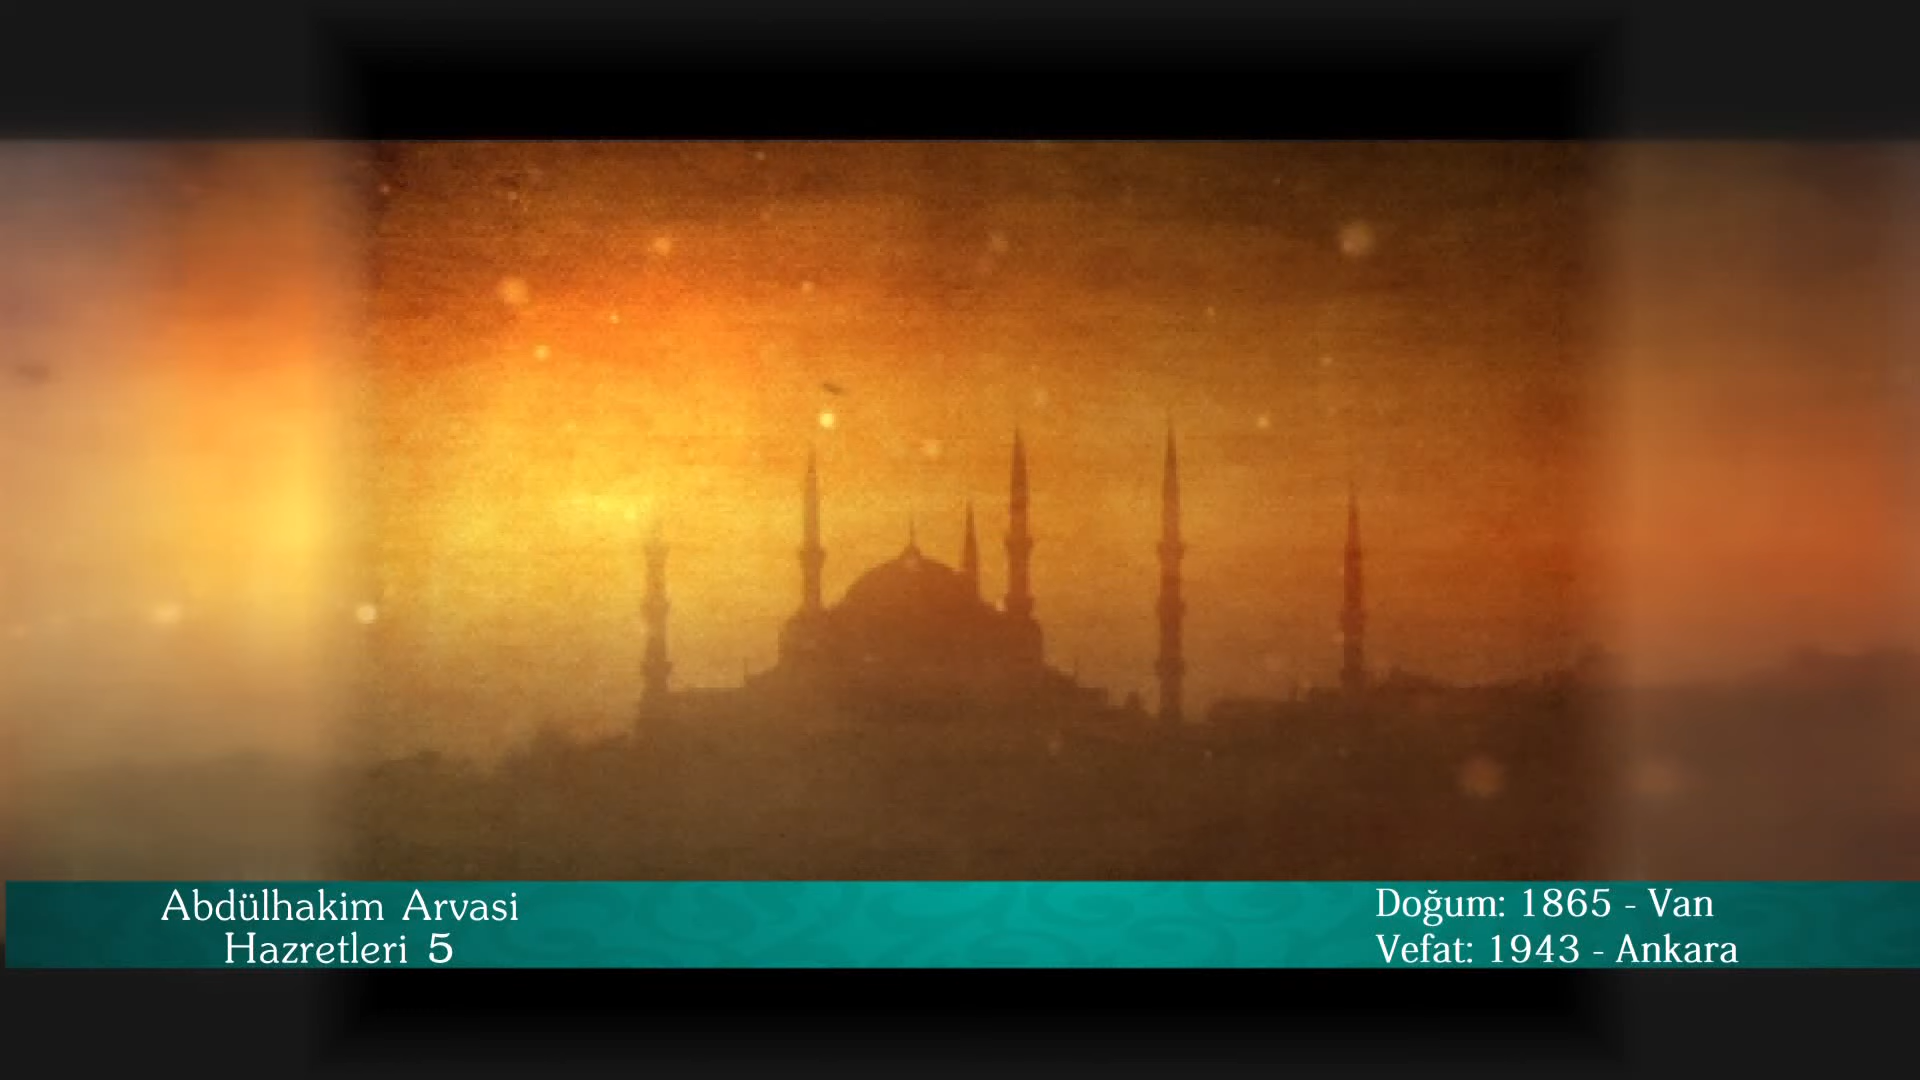 Abdülhakim Arvasi
Hazretleri 5
Doğum: 1865 - Van
Vefat: 1943 - Ankara